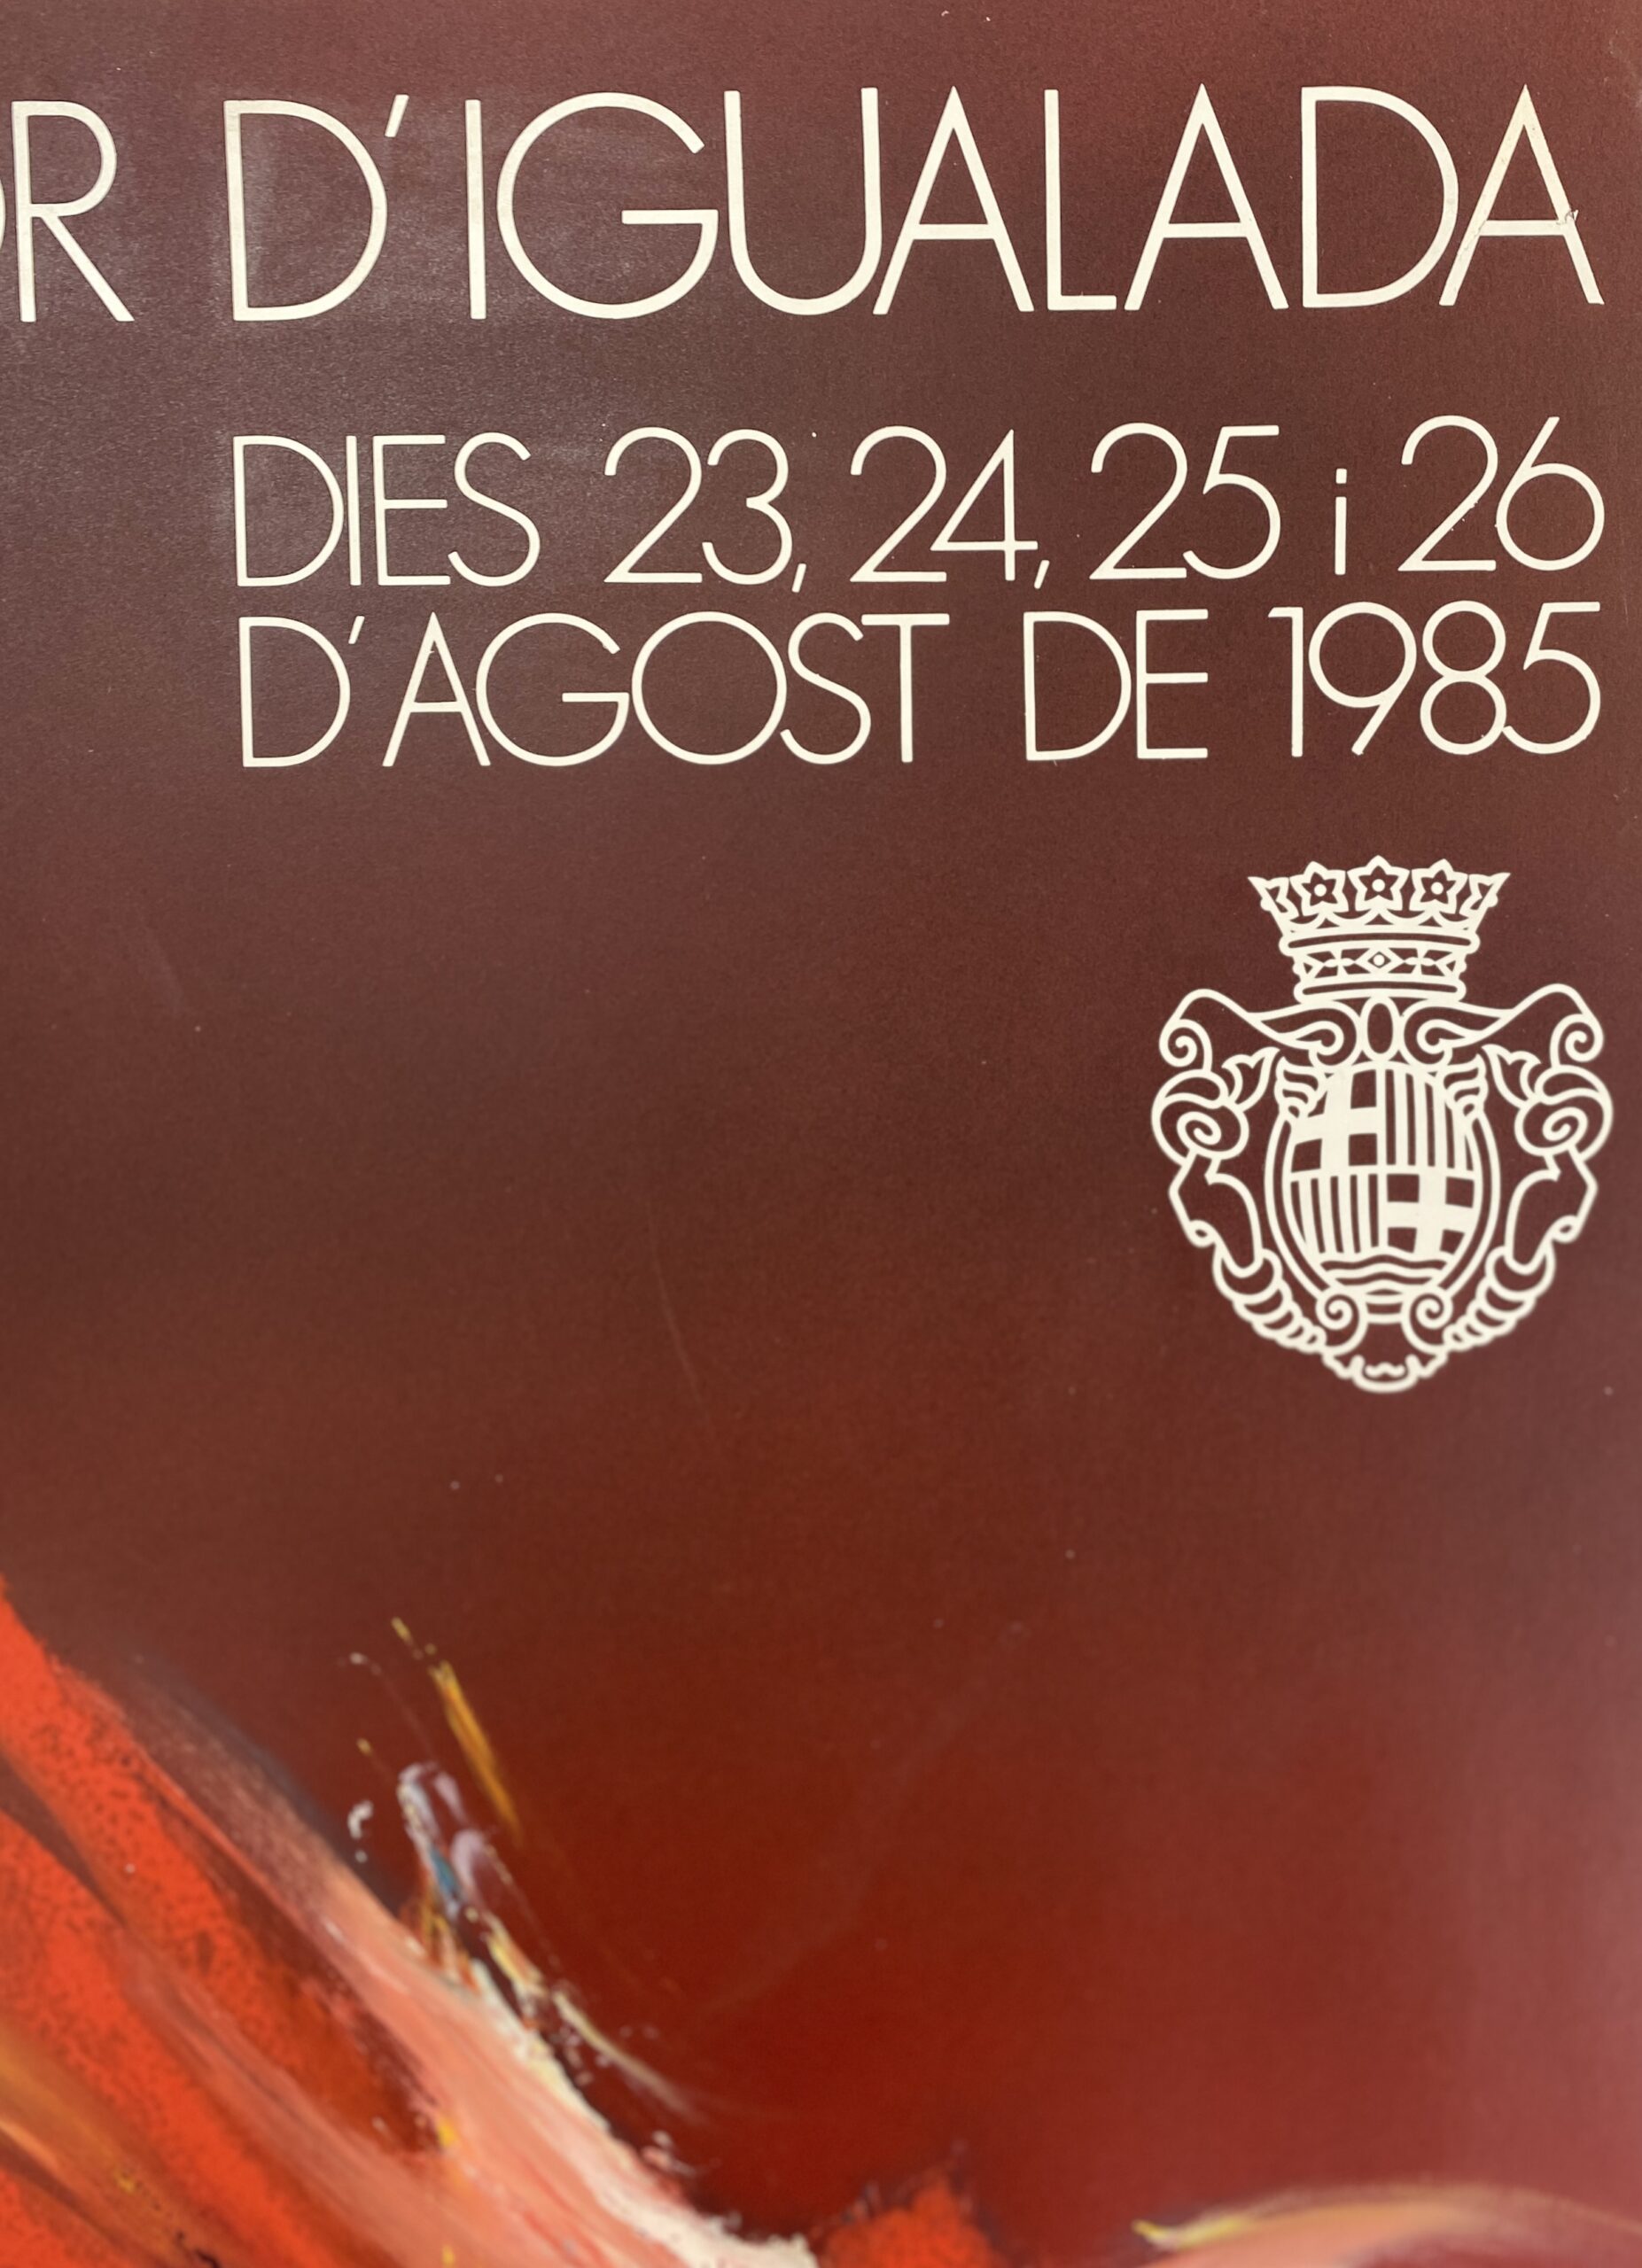 OR D'IGUALADA
DIES 23, 24, 25 i 26
D'AGOST DE 1985